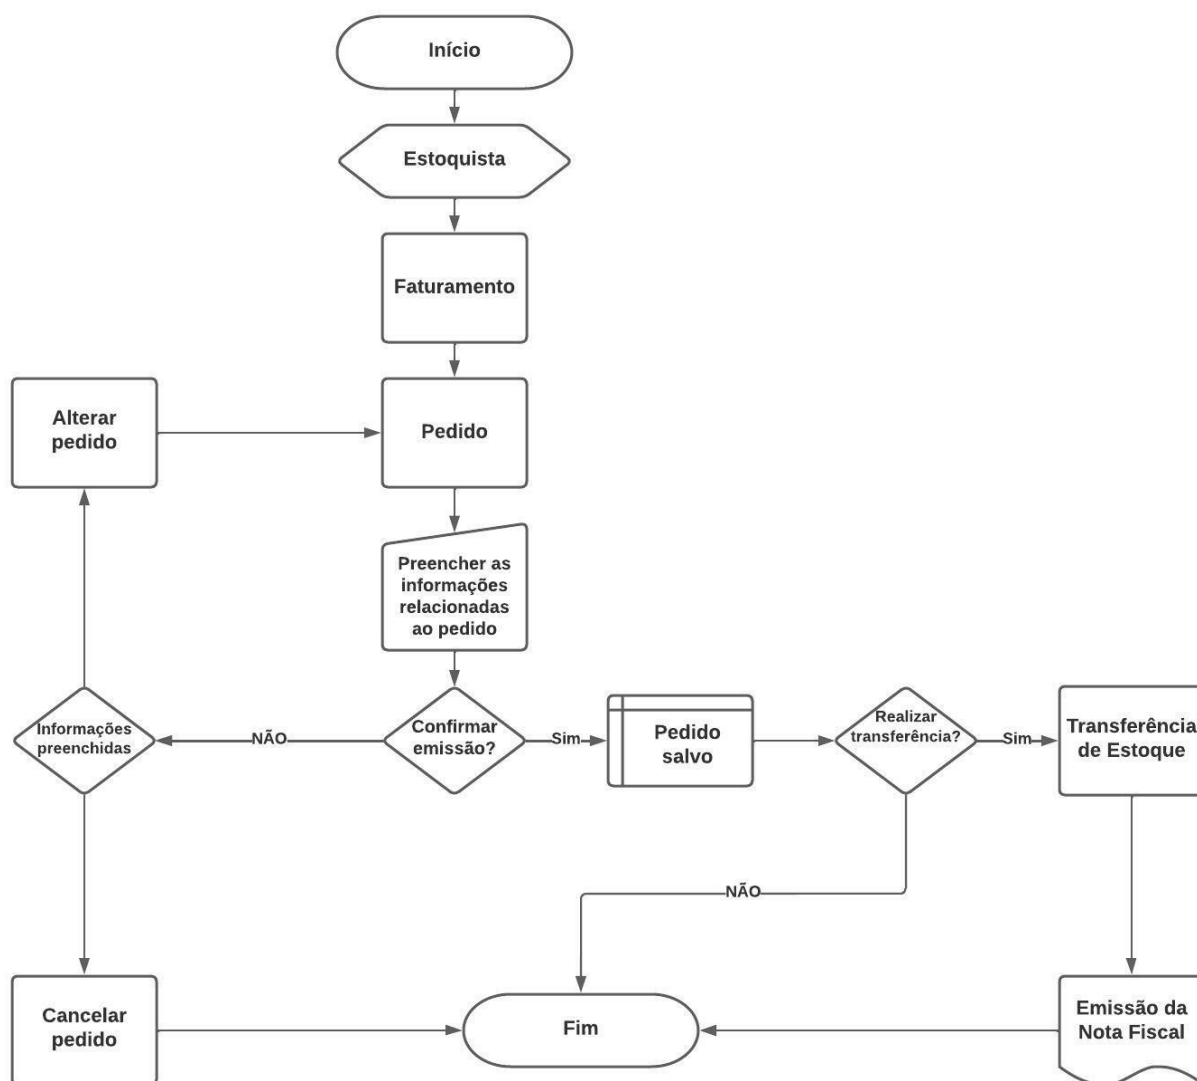 Início
Estoquista
Faturamento
Alterar
pedido
Pedido
Preencher as
informações
relacionadas
ao pedido
Informações
preenchidas
NÃO
Confirmar
emissão?
Sim
Pedido
salvo
Realizar
transferência?
Sim
Transferência
de Estoque
NÃO
Cancelar
pedido
Fim
Emissão da
Nota Fiscal